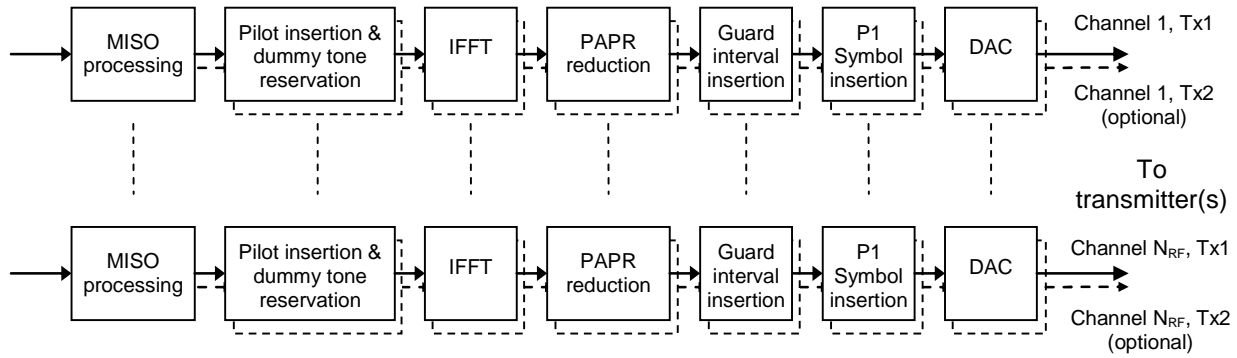 MISO
processing
Pilot insertion &
dummy tone
reservation
IFFT
PAPR
reduction
Guard
interval
insertion
P1
Symbol
insertion
DAC
Channel 1, Tx1
Channel 1, Tx2
(optional)
To
transmitter(s)
MISO
processing
Pilot insertion &
dummy tone
reservation
IFFT
PAPR
reduction
Guard
interval
insertion
P1
Symbol
insertion
DAC
Channel NRF, Tx1
Channel NRF, Tx2
(optional)